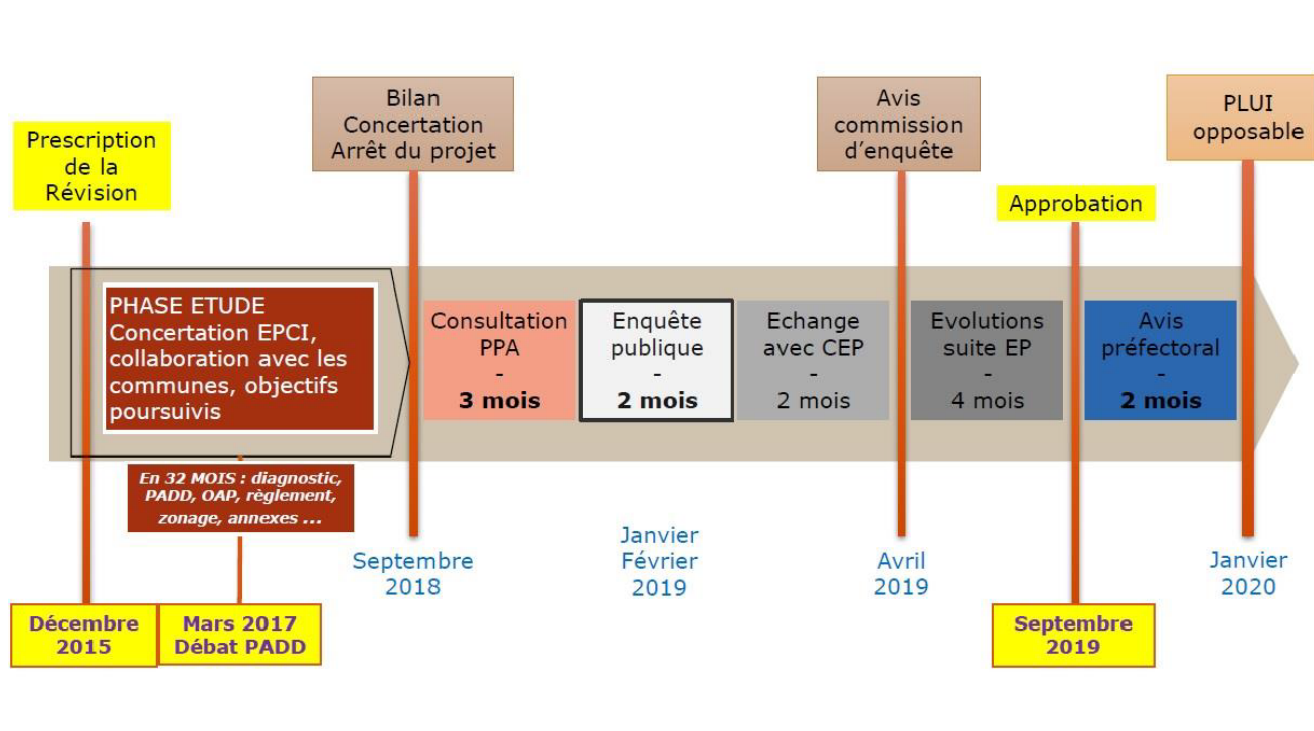 Prescription
de la
Révision
Bilan
Concertation
Arrêt du projet
Avis
commission
d’enquête
Approbation
PLUI
opposable
PHASE ETUDE
Concertation EPCI,
collaboration avec les
communes, objectifs
poursuivis
Consultation
PPA
-
3 mois
Enquête
publique
-
2 mois
Echange
avec CEP
-
2 mois
Evolutions
suite EP
-
4 mois
Avis
préfectoral
-
2 mois
En 32 MOIS : diagnostic,
PADD, OAP, règlement,
zonage, annexes ...
Septembre
2018
Janvier
Février
2019
Avril
2019
Janvier
2020
Décembre
2015
Mars 2017
Débat PADD
Septembre
2019